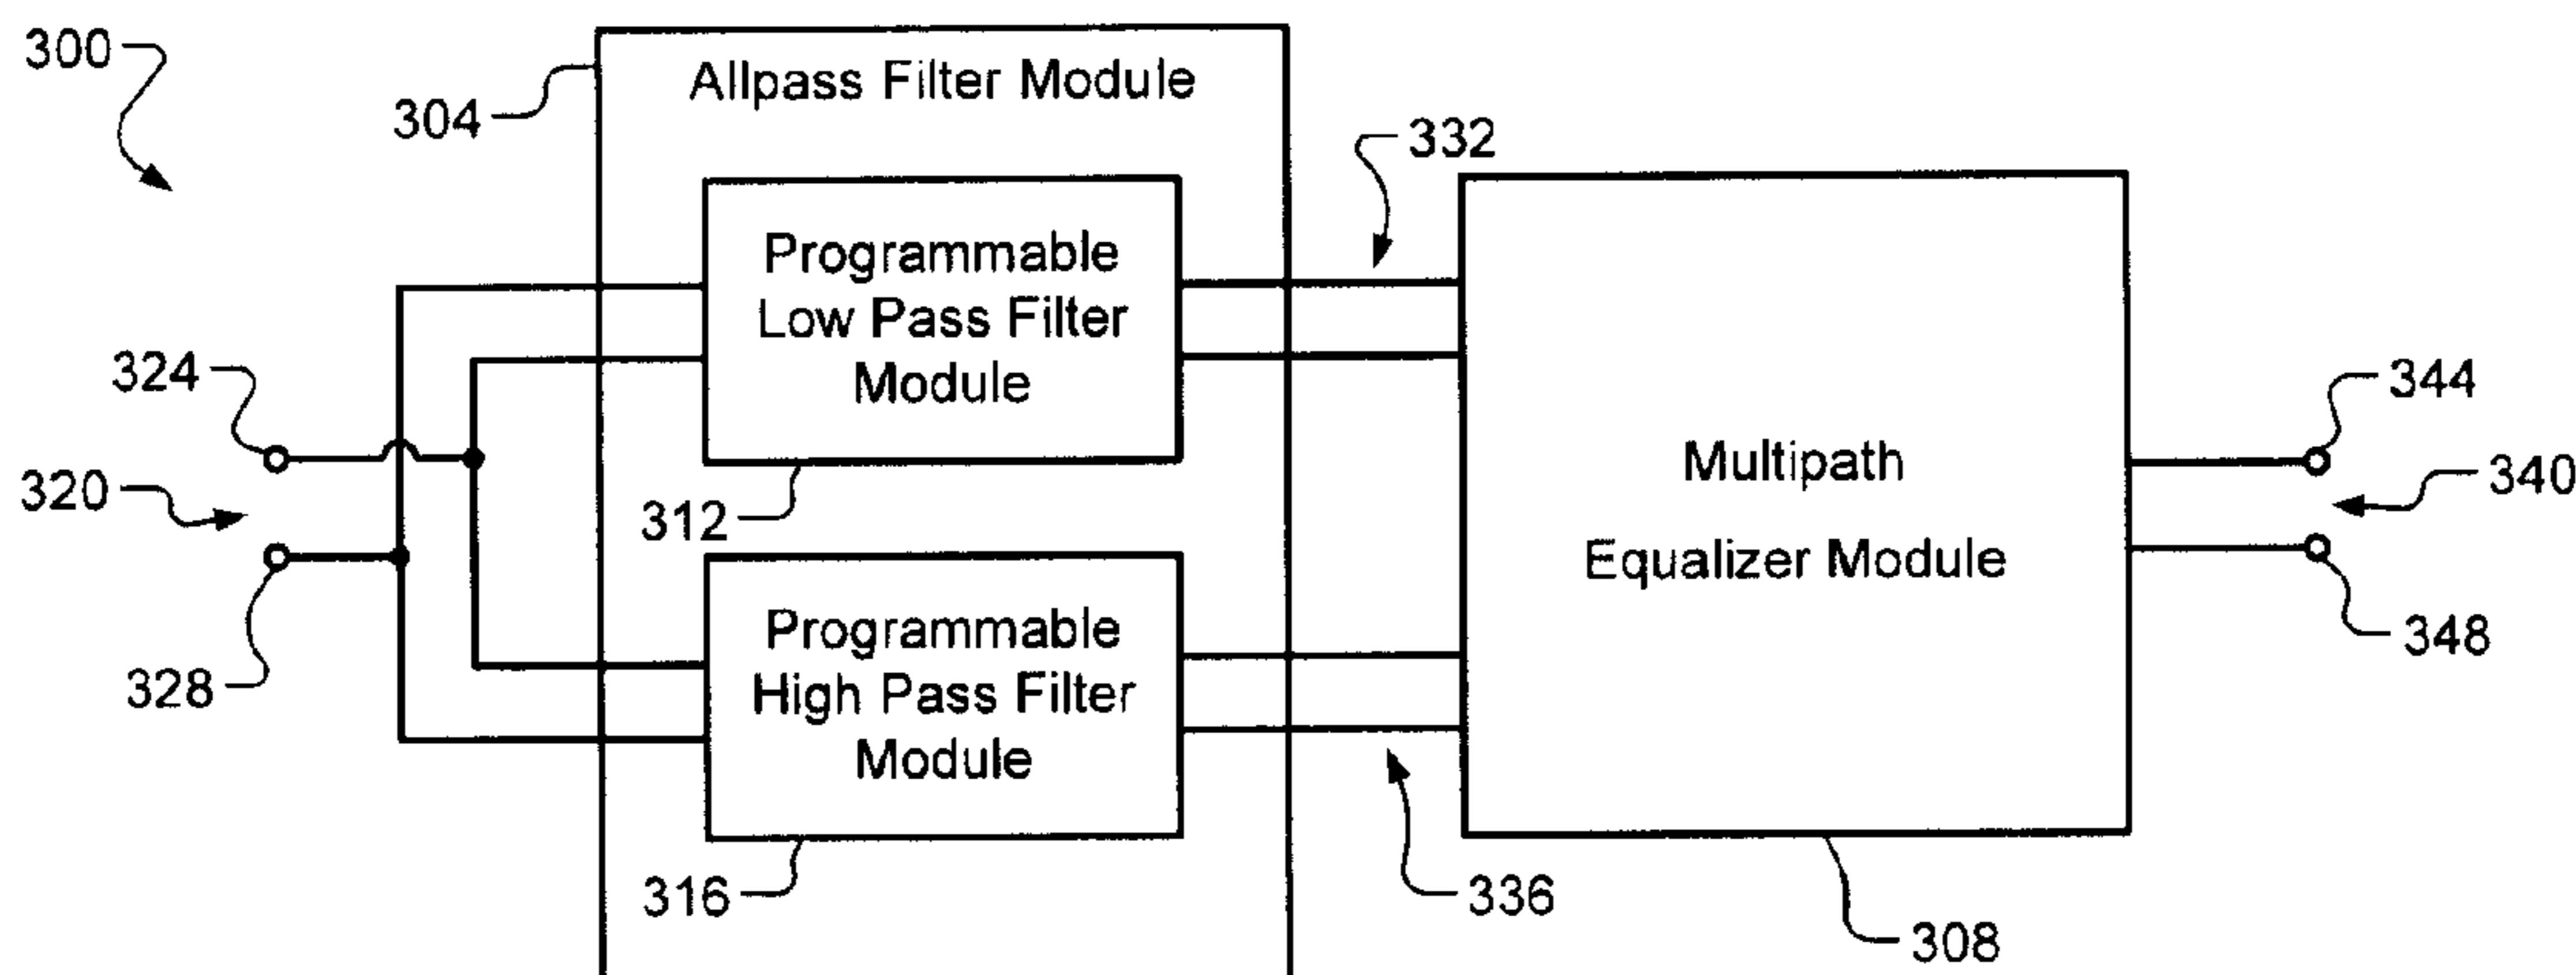 300
304
Allpass Filter Module
332
Programmable
Low Pass Filter
Module
324
344
320
312
Multipath
Equalizer Module
340
328
348
Programmable
High Pass Filter
Module
316
336
308